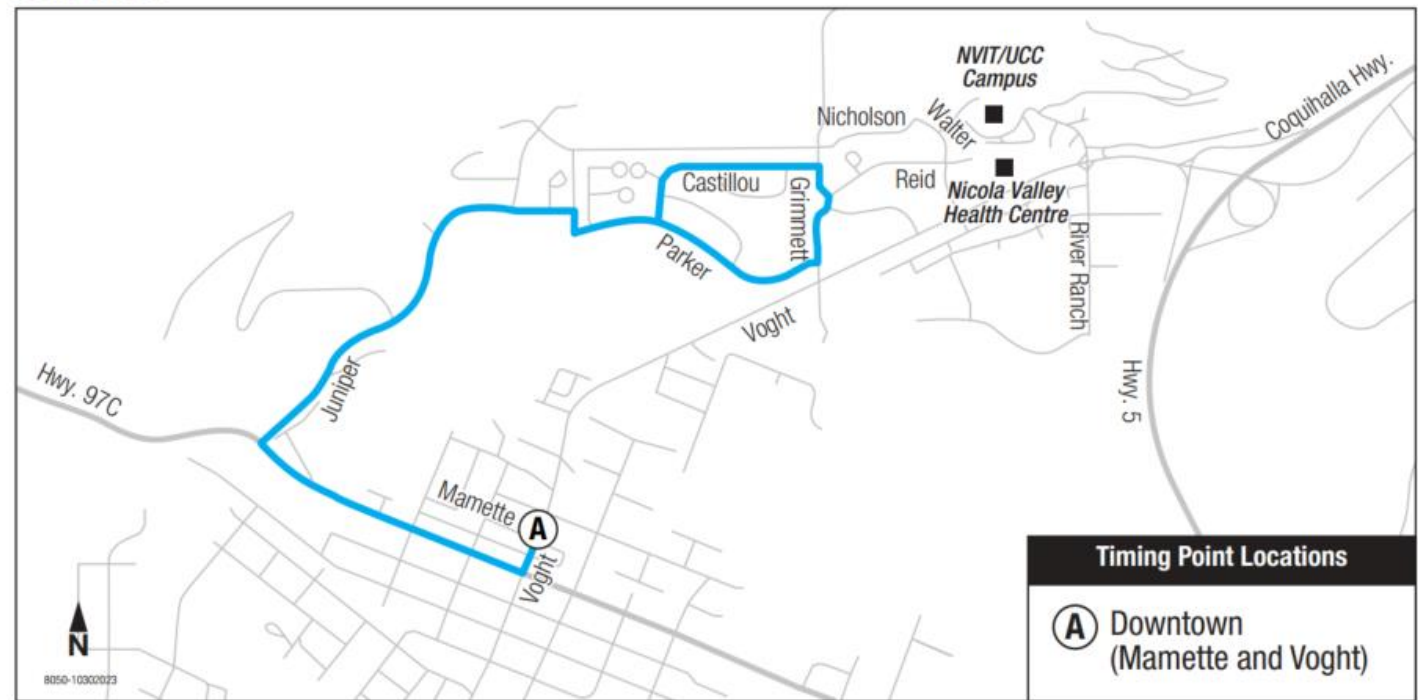 NVIT/UCC
Campus
Coquihalla Hwy.
Nicholson
Walter
Castillou
Grimmett
Reid
Nicola Valley
Health Centre
Parker
River Ranch
Voght
Hwy. 97C
Juniper
Hwy. 5
Mamette
A
Voght
Timing Point Locations
A Downtown
(Mamette and Voght)
N
8050-10302023